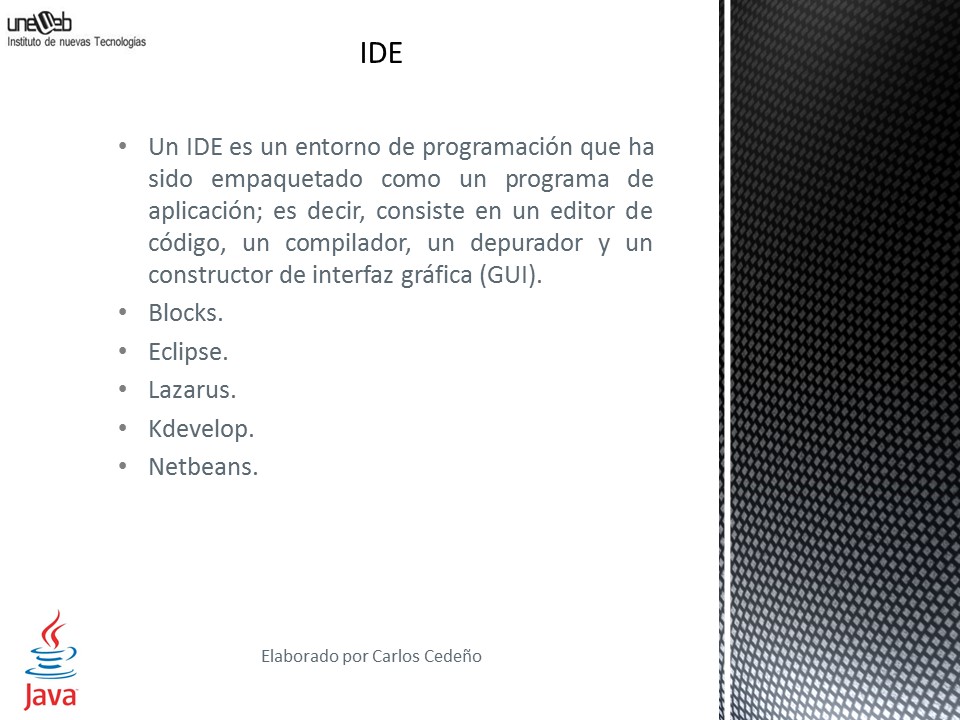 uneWeb
Instituto de nuevas Tecnologías
IDE
• Un IDE es un entorno de programación que ha
sido empaquetado como un programa de
aplicación; es decir, consiste en un editor de
código, un compilador, un depurador y un
constructor de interfaz gráfica (GUI).
• Blocks.
• Eclipse.
• Lazarus.
• Kdevelop.
• Netbeans.
Elaborado por Carlos Cedeño
Java